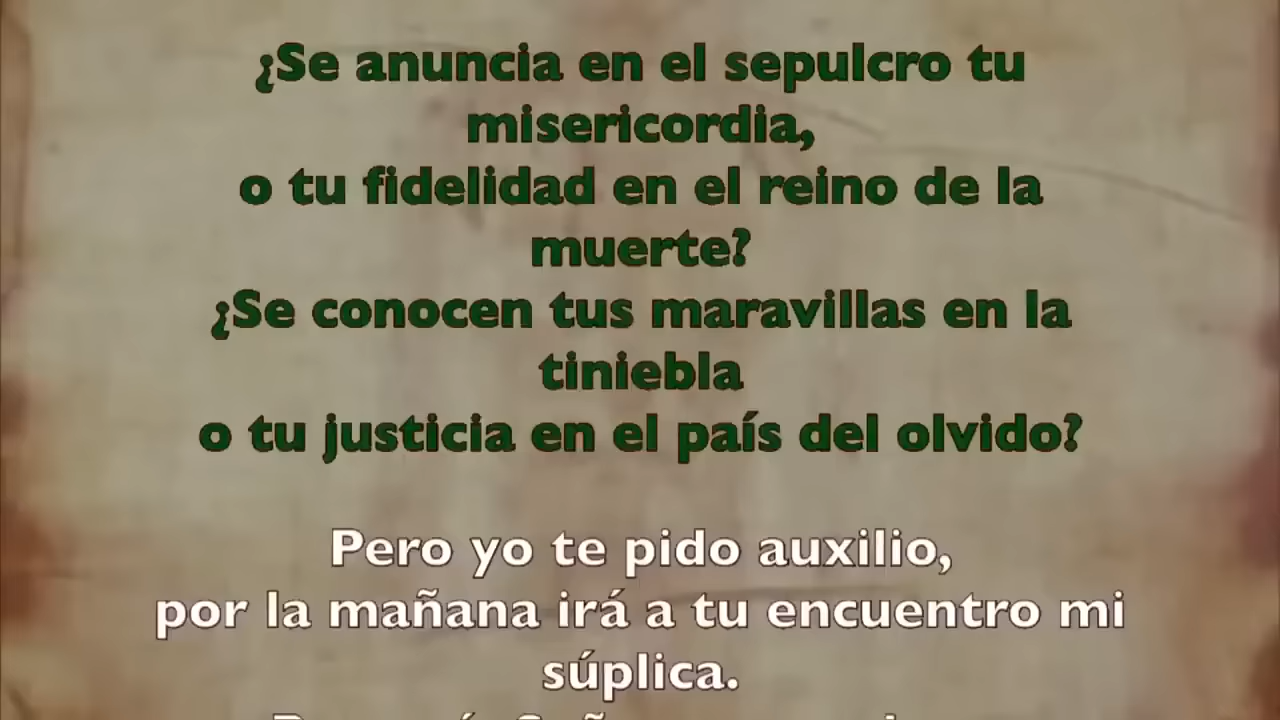 ¿Se anuncia en el sepulcro tu
misericordia,
o tu fidelidad en el reino de la
muerte?
¿Se conocen tus maravillas en la
tiniebla
o tu justicia en el país del olvido?
Pero yo te pido auxilio,
por la mañana irá a tu encuentro mi
súplica.